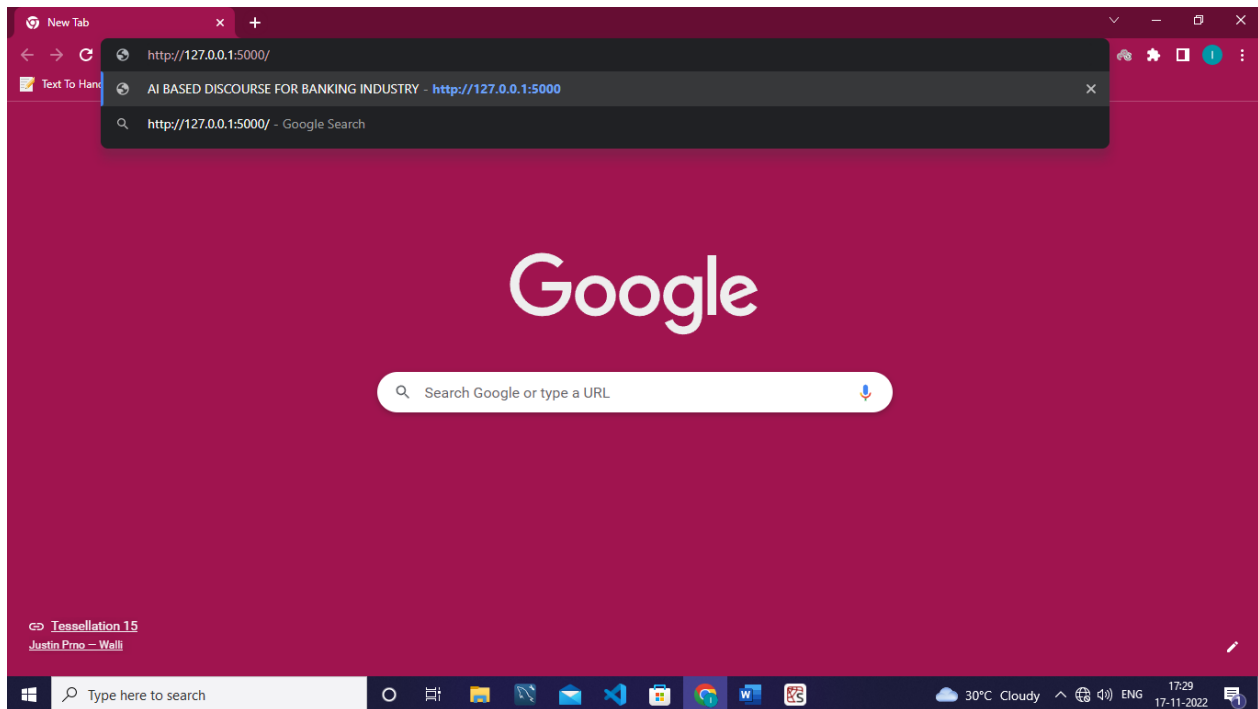 New Tab
http://127.0.0.1:5000/
Text To Hand
AI BASED DISCOURSE FOR BANKING INDUSTRY - http://127.0.0.1:5000
http://127.0.0.1:5000/ - Google Search
Google
Search Google or type a URL
Tessellation 15
Justin Prno — Walli
Type here to search
30°C Cloudy
ENG
17:29
17-11-2022
1